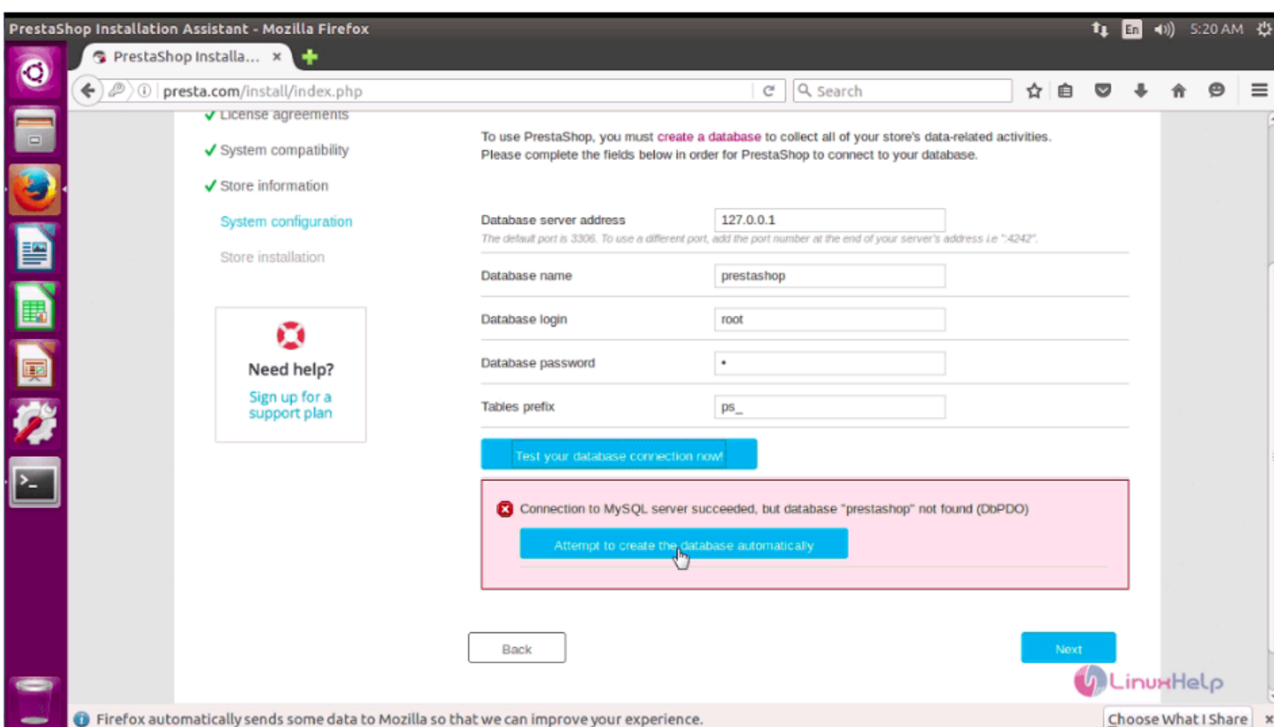 PrestaShop Installation Assistant - Mozilla Firefox
En
5:20 AM
PrestaShop Installa... ×
presta.com/install/index.php
Search
License agreements
System compatibility
Store information
System configuration
Store installation
Need help?
Sign up for a
support plan
To use PrestaShop, you must create a database to collect all of your store's data-related activities.
Please complete the fields below in order for PrestaShop to connect to your database.
Database server address
127.0.0.1
The default port is 3306. To use a different port, add the port number at the end of your server's address i.e ":4242".
Database name
prestashop
Database login
root
Database password
•
Tables prefix
ps_
Test your database connection now!
Connection to MySQL server succeeded, but database "prestashop" not found (DbPDO)
Attempt to create the database automatically
Back
Next
LinuxHelp
Firefox automatically sends some data to Mozilla so that we can improve your experience.
Choose What I Share